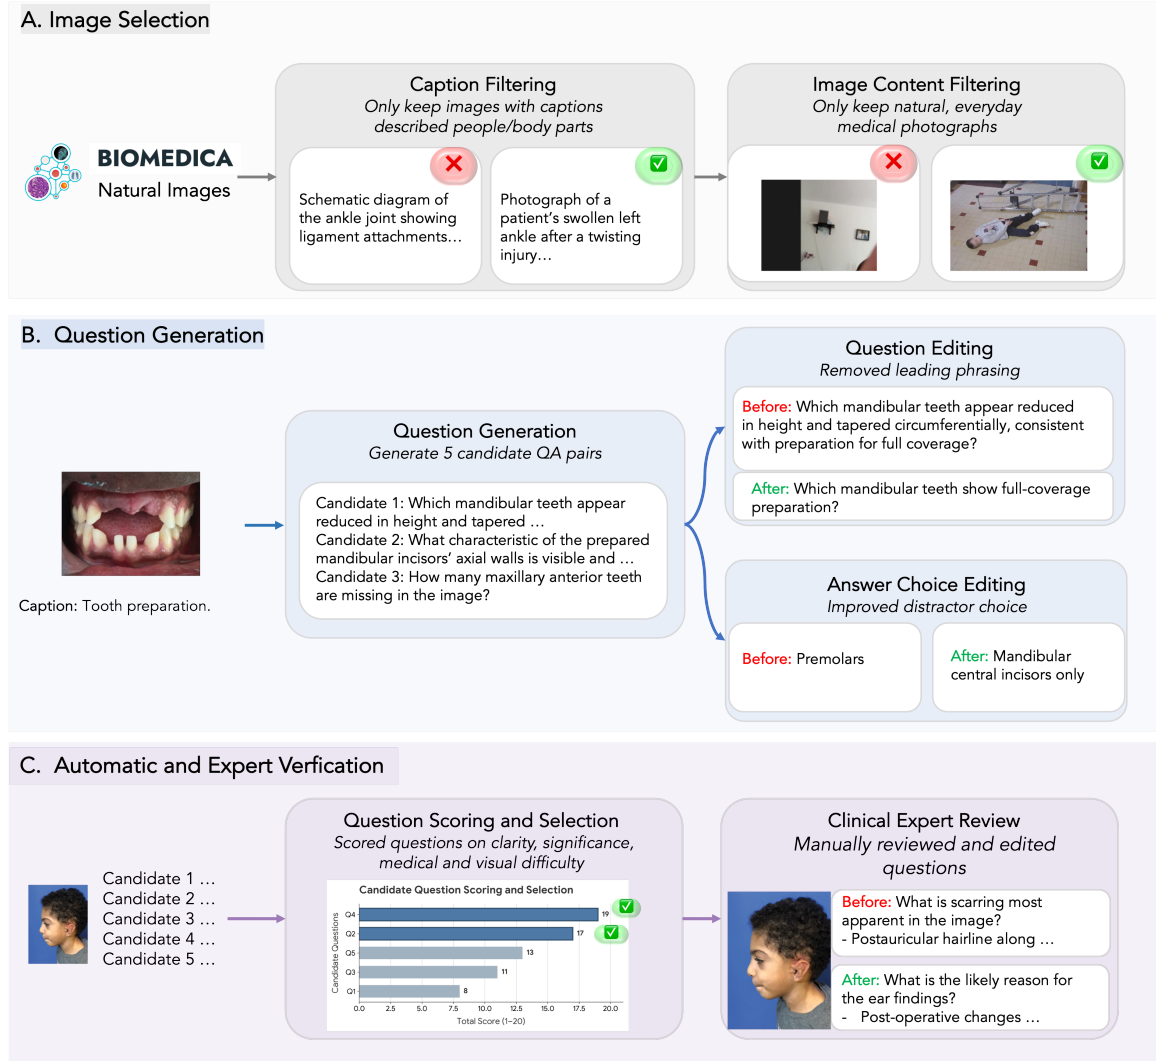 A. Image Selection
BIOMEDICA
Natural Images
Caption Filtering
Only keep images with captions
described people/body parts
Schematic diagram of
the ankle joint showing
ligament attachments...
Photograph of a
patient's swollen left
ankle after a twisting
injury...
Image Content Filtering
Only keep natural, everyday
medical photographs
B. Question Generation
Caption: Tooth preparation.
Question Generation
Generate 5 candidate QA pairs
Candidate 1: Which mandibular teeth appear
reduced in height and tapered ...
Candidate 2: What characteristic of the prepared
mandibular incisors' axial walls is visible and ...
Candidate 3: How many maxillary anterior teeth
are missing in the image?
Question Editing
Removed leading phrasing
Before: Which mandibular teeth appear reduced
in height and tapered circumferentially, consistent
with preparation for full coverage?
After: Which mandibular teeth show full-coverage
preparation?
Answer Choice Editing
Improved distractor choice
Before: Premolars
After: Mandibular
central incisors only
C. Automatic and Expert Verfication
Candidate 1 ...
Candidate 2 ...
Candidate 3 ...
Candidate 4 ...
Candidate 5 ...
Question Scoring and Selection
Scored questions on clarity, significance,
medical and visual difficulty
Candidate Question Scoring and Selection
Candidate Questions
Q4 19
Q2 17
Q5 13
Q3 11
Q1 8
0.0 2.5 5.0 7.5 10.0 12.5 15.0 17.5 20.0
Total Score (1–20)
Clinical Expert Review
Manually reviewed and edited
questions
Before: What is scarring most
apparent in the image?
- Postauricular hairline along ...
After: What is the likely reason for
the ear findings?
- Post-operative changes ...